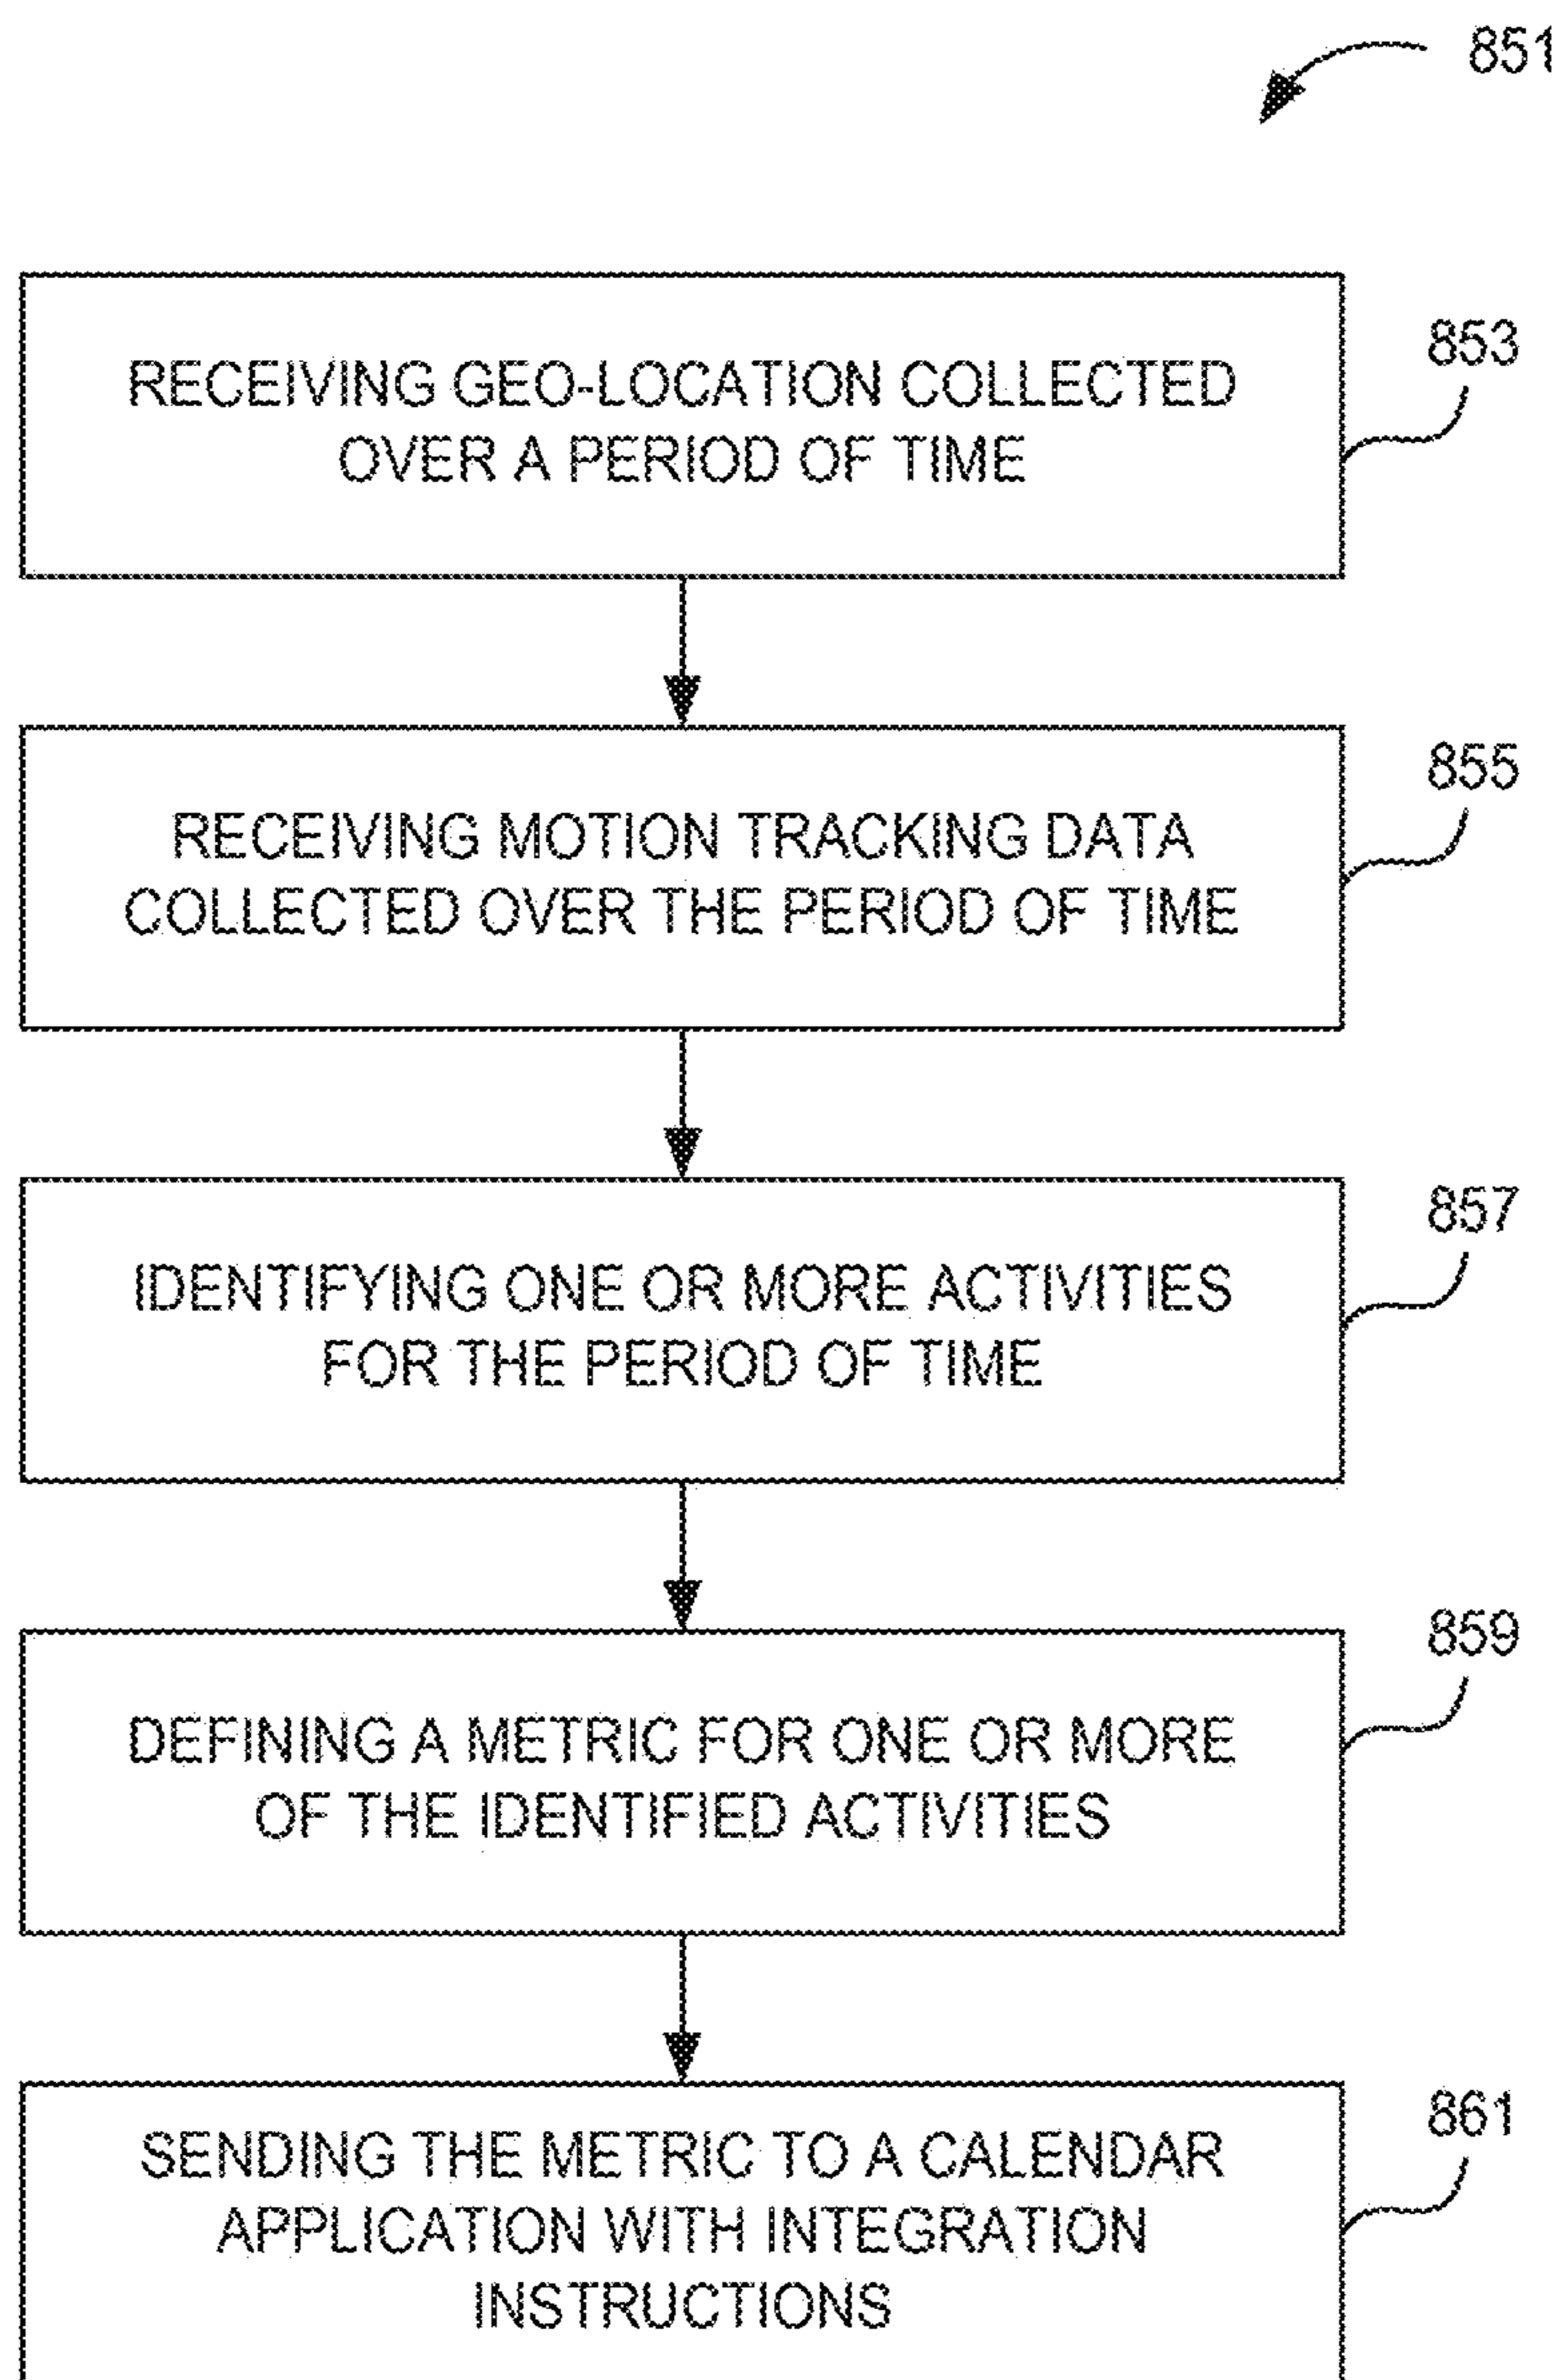 851
RECEIVING GEO-LOCATION COLLECTED
OVER A PERIOD OF TIME
853
RECEIVING MOTION TRACKING DATA
COLLECTED OVER THE PERIOD OF TIME
855
IDENTIFYING ONE OR MORE ACTIVITIES
FOR THE PERIOD OF TIME
857
DEFINING A METRIC FOR ONE OR MORE
OF THE IDENTIFIED ACTIVITIES
859
SENDING THE METRIC TO A CALENDAR
APPLICATION WITH INTEGRATION
INSTRUCTIONS
861